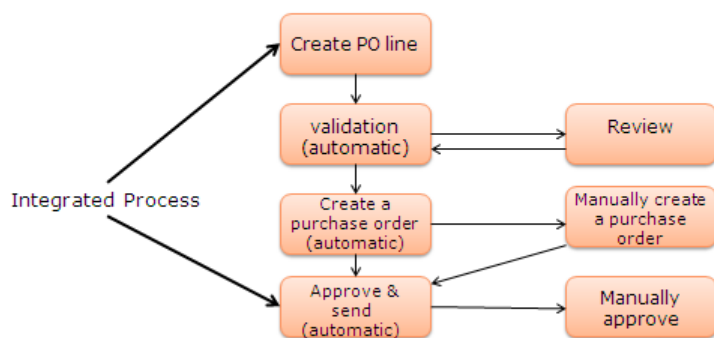 Create PO line
validation
(automatic)
Review
Integrated Process
Create a
purchase order
(automatic)
Manually create
a purchase
order
Approve &
send
(automatic)
Manually
approve